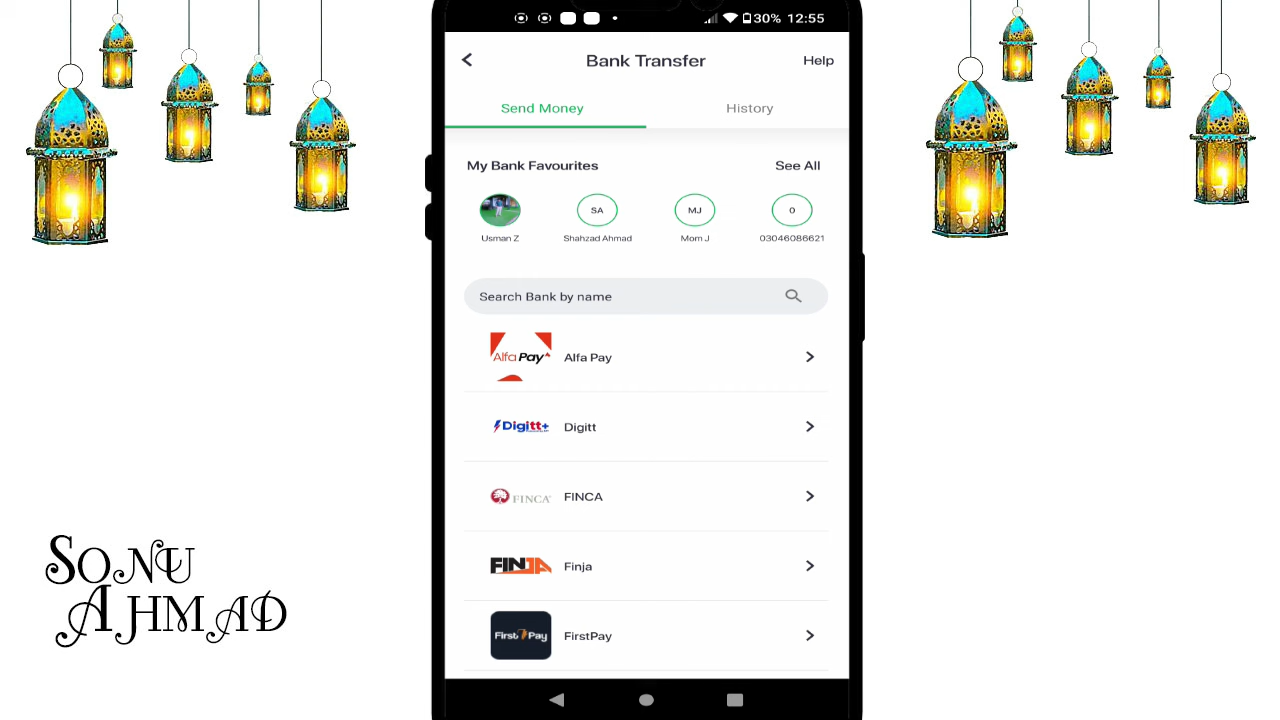 30% 12:55
Bank Transfer
Help
Send Money
History
My Bank Favourites
See All
SA
MJ
0
Usman Z
Shahzad Ahmad
Mom J
03046086621
Search Bank by name
Alfa Pay
Alfa Pay
Digitt+
Digitt
FINCA
FINCA
FINJA
Finja
First Pay
FirstPay
SONU
AHMAD